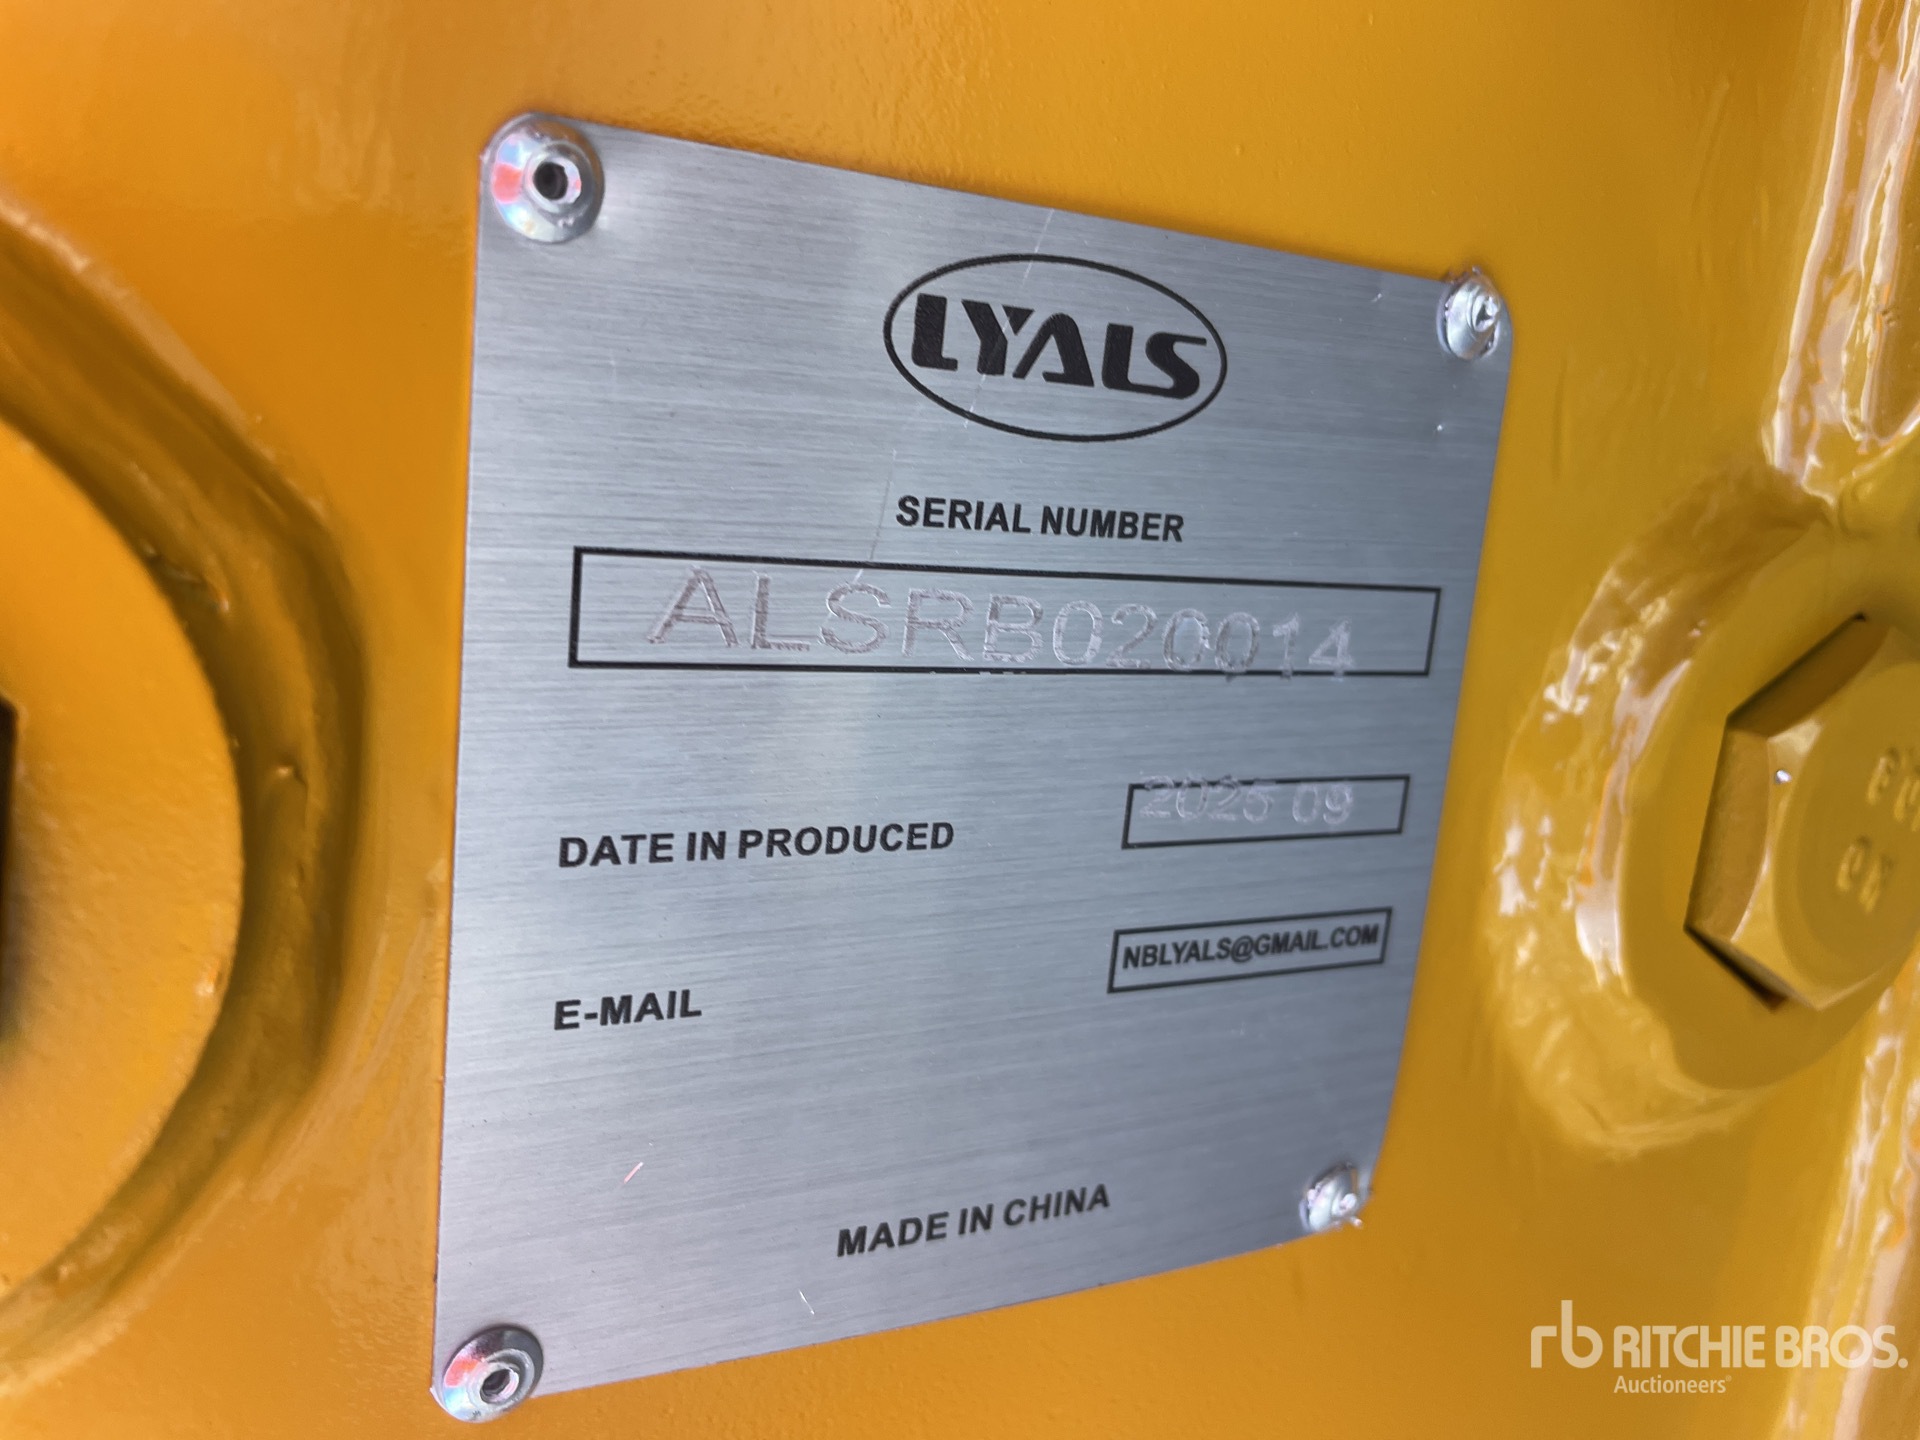 LYALS
SERIAL NUMBER
ALSRB020014
DATE IN PRODUCED
2025 09
E-MAIL
NBLYALS@GMAIL.COM
MADE IN CHINA
rb RITCHIE BROS.
Auctioneers